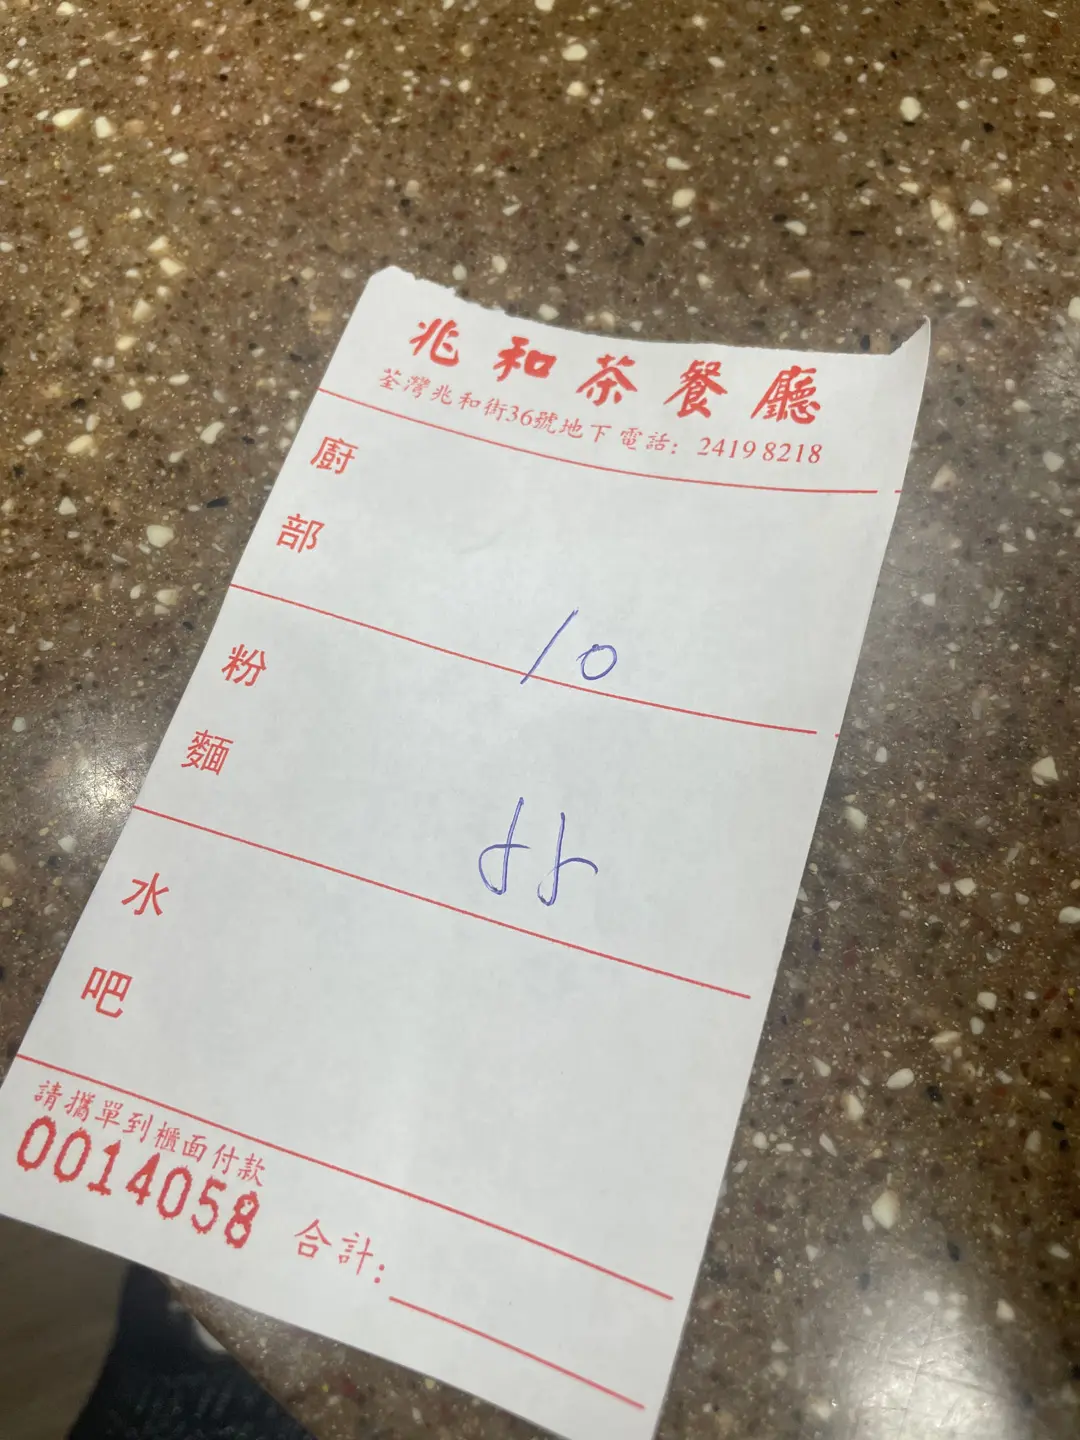 兆和茶餐廳
荃灣兆和街36號地下 電話：2419 8218
廚部
10
粉麵
水吧
請攜單到櫃面付款
0014058
合計：